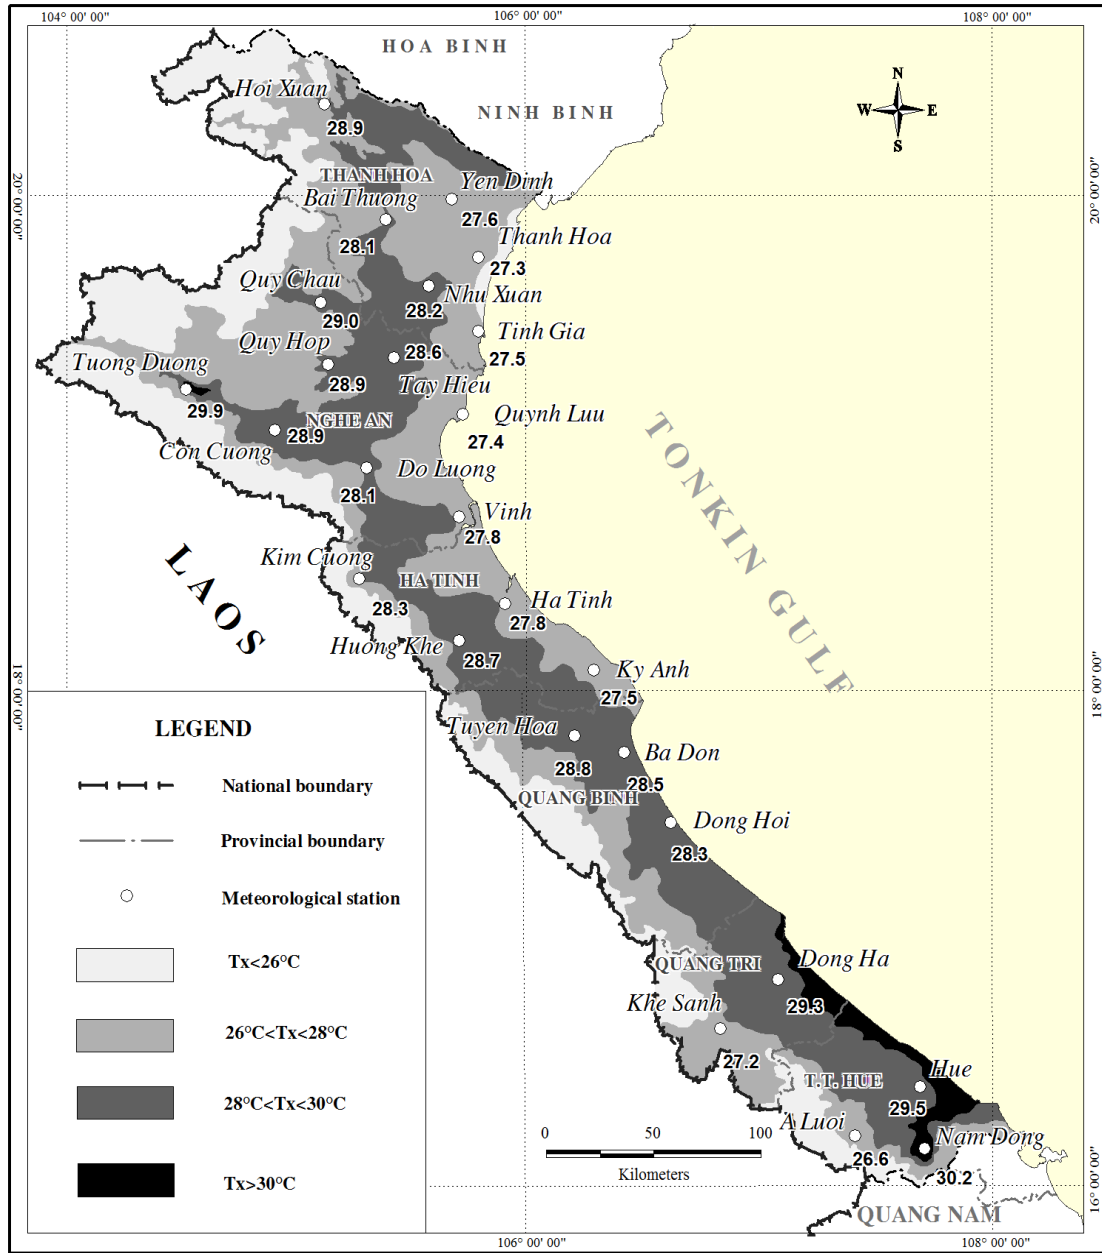 104° 00' 00"
106° 00' 00"
108° 00' 00"
HOA BINH
NINH BINH
N
W E
S
Hoi Xuan
28.9
THANH HOA
20° 00' 00"
20° 00' 00"
Yen Dinh
27.6
Bai Thuong
28.1
Thanh Hoa
27.3
Quy Chau
29.0
Nhu Xuan
28.2
Quy Hop
28.9
Tinh Gia
27.5
28.6
Tay Hieu
Tuong Duong
29.9
NGHE AN
Quynh Luu
27.4
28.9
Con Cuong
Do Luong
28.1
TONKIN GULF
Vinh
27.8
LAOS
Kim Cuong
28.3
HA TINH
Ha Tinh
27.8
Huong Khe
28.7
Ky Anh
27.5
18° 00' 00"
18° 00' 00"
Tuyen Hoa
28.8
Ba Don
28.5
QUANG BINH
Dong Hoi
28.3
QUANG TRI
Dong Ha
29.3
Khe Sanh
27.2
T.T. HUE
Hue
29.5
A Luoi
26.6
Nam Dong
30.2
16° 00' 00"
QUANG NAM
LEGEND
National boundary
Provincial boundary
Meteorological station
Tx<26°C
26°C<Tx<28°C
28°C<Tx<30°C
Tx>30°C
0 50 100
Kilometers
106° 00' 00"
108° 00' 00"